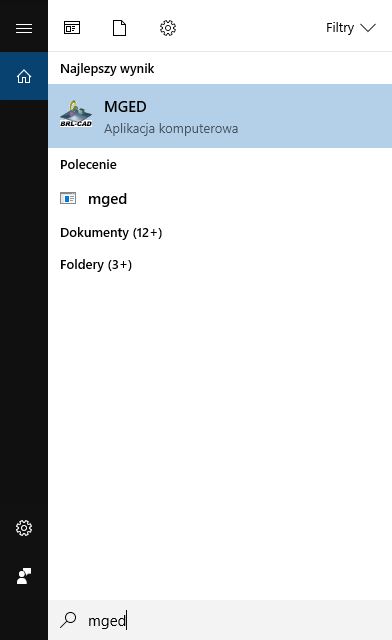 Filtry
Najlepszy wynik
BRL-CAD
MGED
Aplikacja komputerowa
Polecenie
mged
Dokumenty (12+)
Foldery (3+)
mged